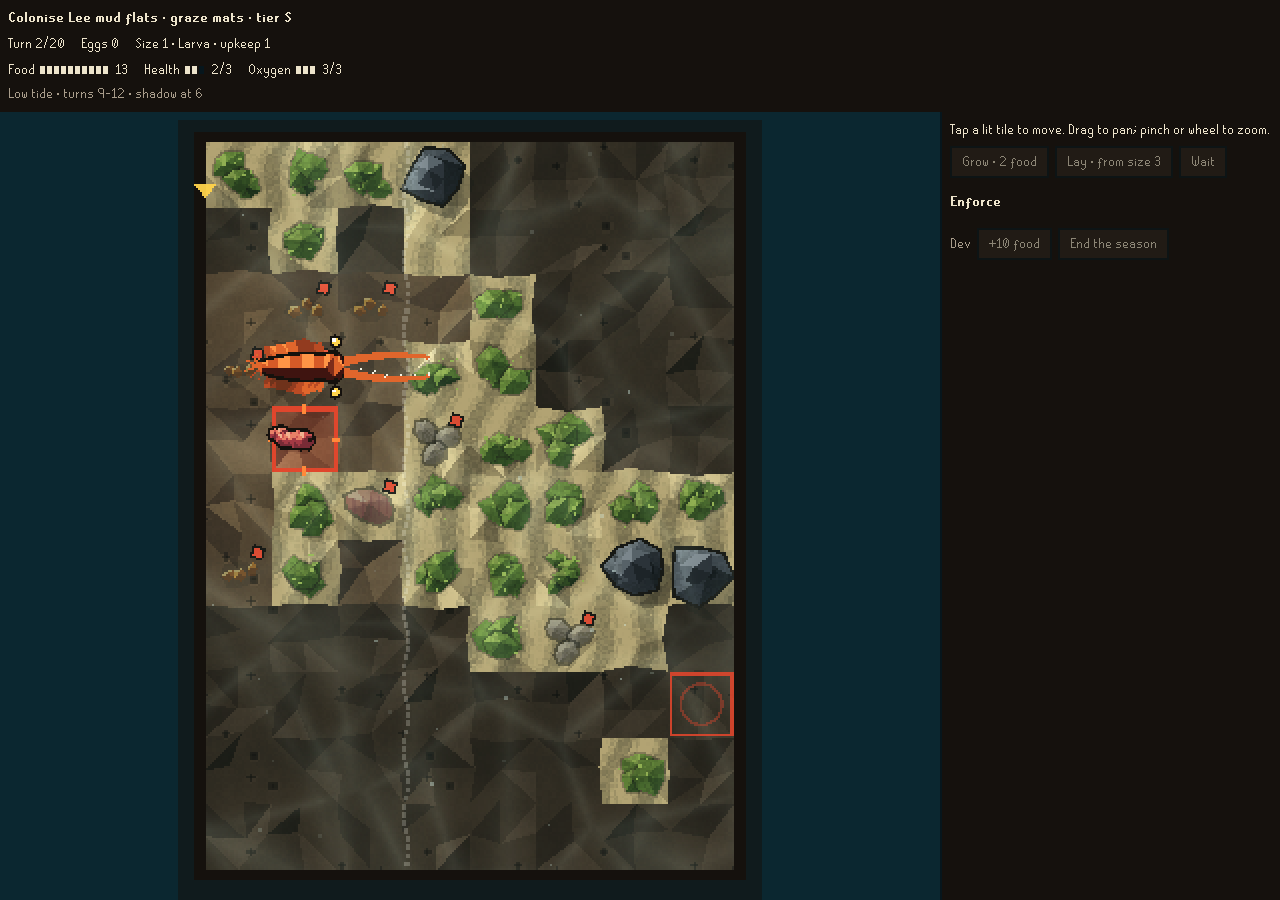 Colonise Lee mud flats · graze mats · tier S
Turn 2/20 Eggs 0 Size 1 · Larva · upkeep 1
Food 13 Health 2/3 Oxygen 3/3
Low tide · turns 9-12 · shadow at 6
Tap a lit tile to move. Drag to pan; pinch or wheel to zoom.
Grow · 2 food Lay · from size 3 Wait
Enforce
Dev +10 food End the season